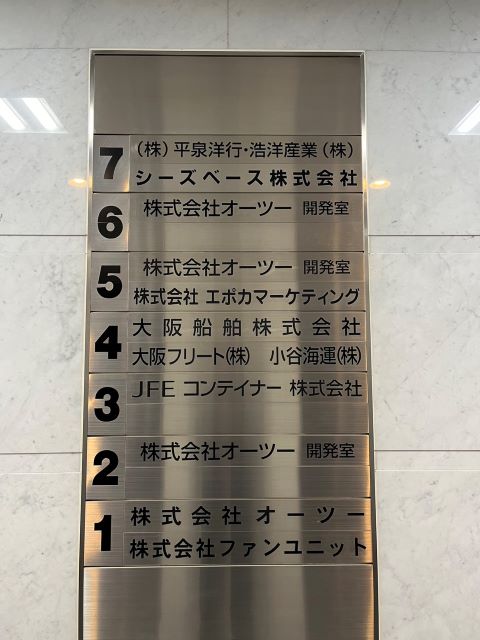 7 (株)平泉洋行・浩洋産業(株)
シーズベース株式会社
6 株式会社オーツー 開発室
5 株式会社オーツー 開発室
株式会社 エポカマーケティング
4 大阪船舶株式会社
大阪フリート(株) 小谷海運(株)
3 JFE コンテイナー 株式会社
2 株式会社オーツー 開発室
1 株式会社オーツー
株式会社ファンユニット